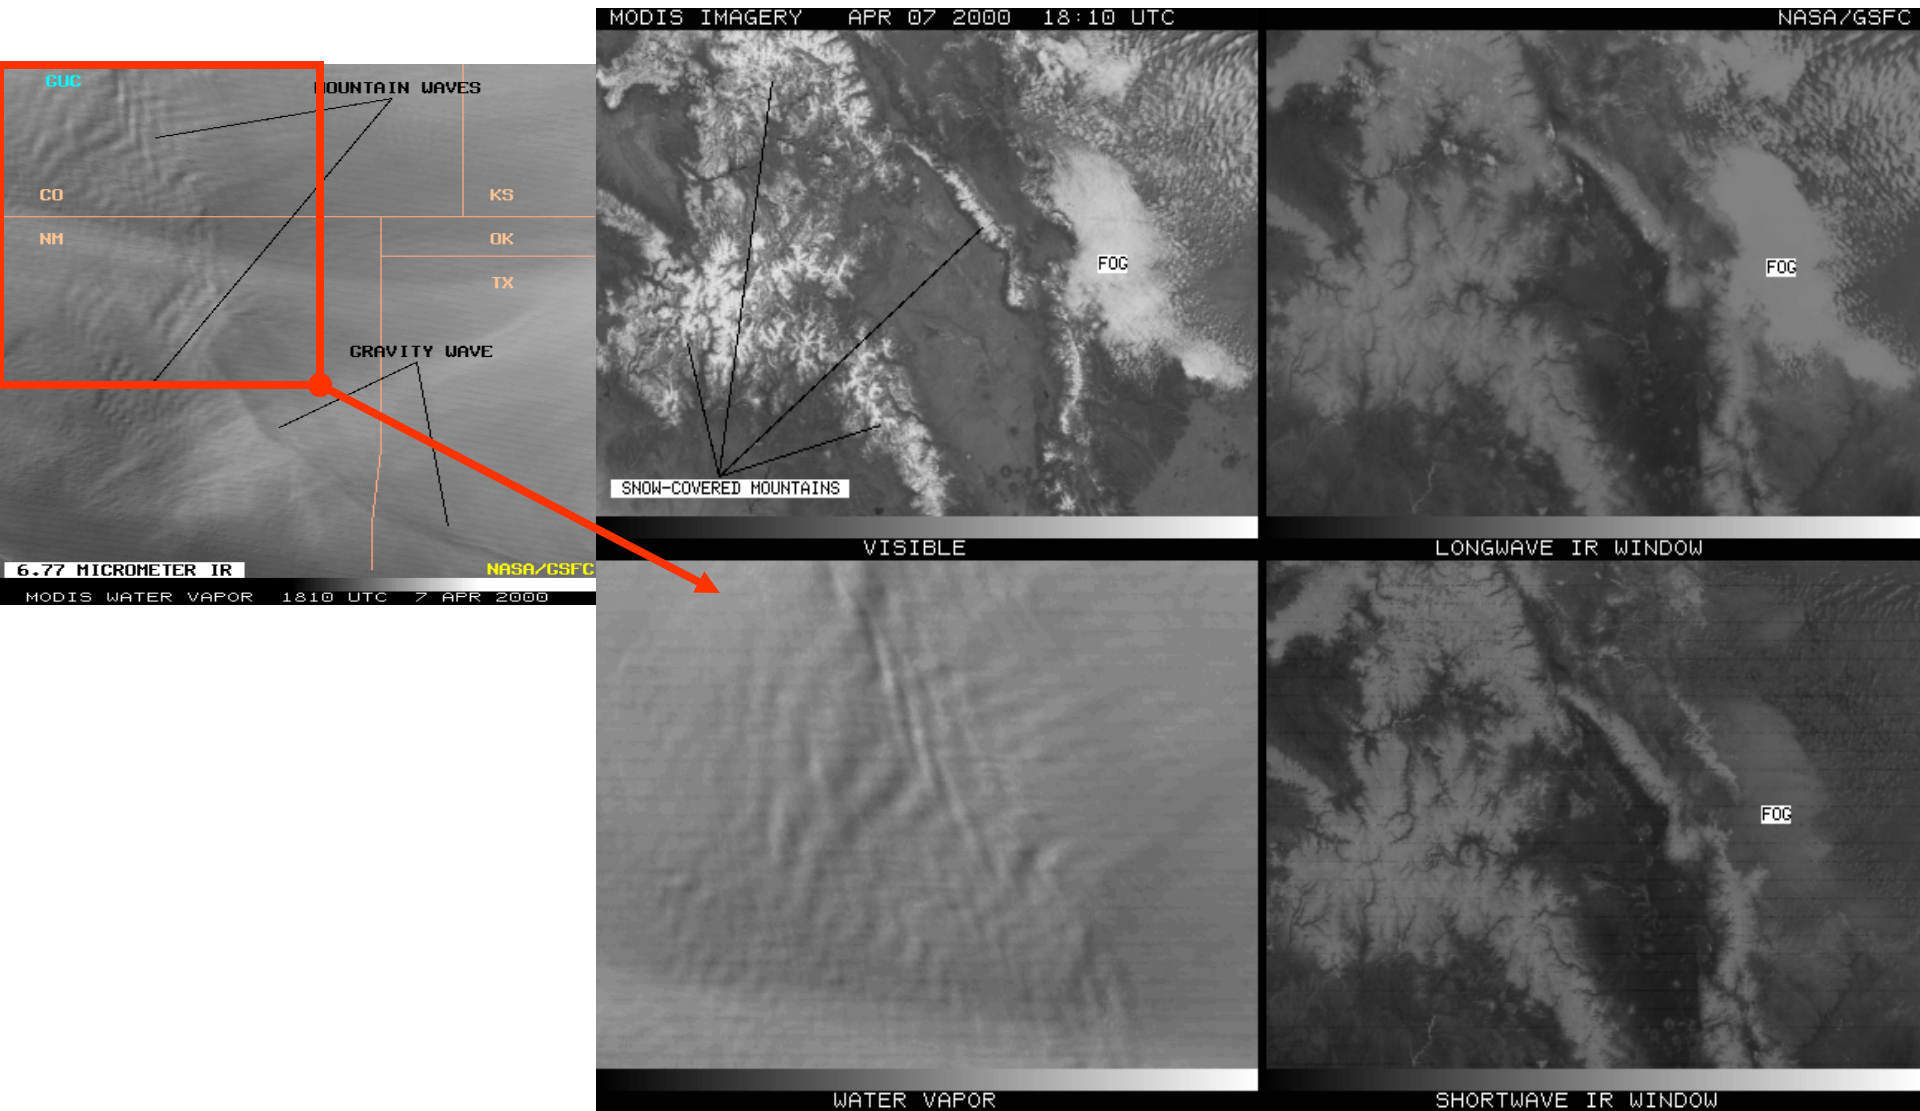 GUC
MOUNTAIN WAVES
CO
KS
NM
OK
TX
GRAVITY WAVE
6.77 MICROMETER IR
NASA/GSFC
MODIS WATER VAPOR 1810 UTC 7 APR 2000
MODIS IMAGERY APR 07 2000 18:10 UTC
NASA/GSFC
FOG
SNOW-COVERED MOUNTAINS
VISIBLE
FOG
LONGWAVE IR WINDOW
WATER VAPOR
FOG
SHORTWAVE IR WINDOW